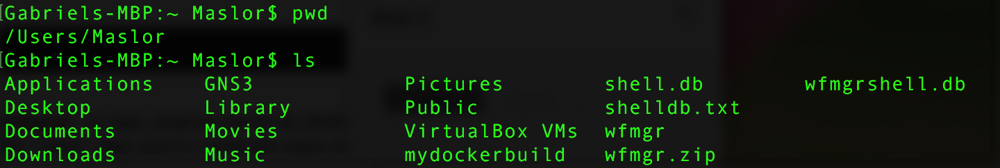 [Gabriels-MBP:~ Maslor$ pwd
/Users/Maslor
[Gabriels-MBP:~ Maslor$ ls
Applications    GNS3            Pictures        shell.db        wfmgrshell.db
Desktop         Library         Public          shelldb.txt
Documents       Movies          VirtualBox VMs  wfmgr
Downloads       Music           mydockerbuild   wfmgr.zip